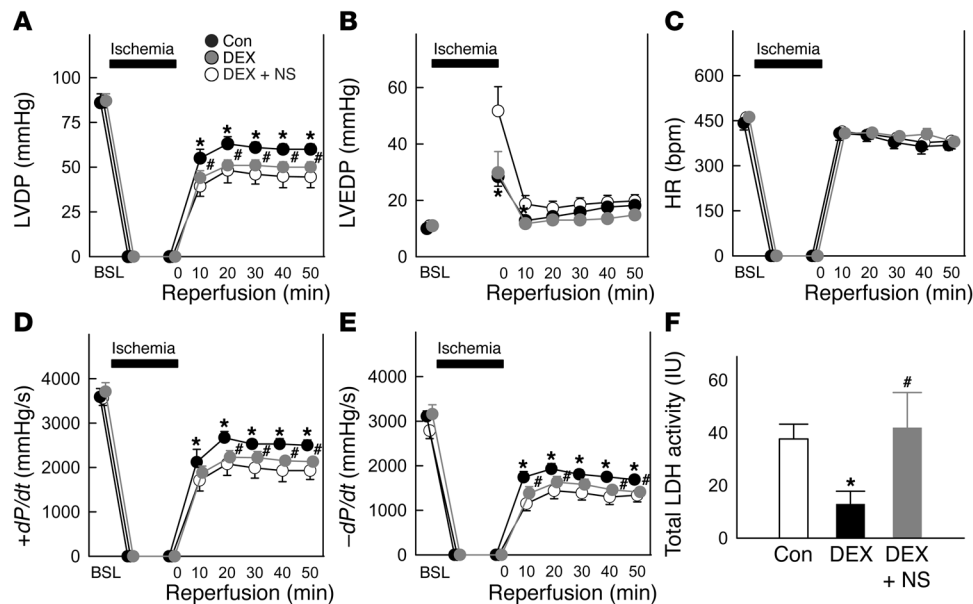 A
Ischemia
Con
DEX
DEX + NS
LVDP (mmHg)
100
75
50
25
0
* * * * *
# # # # #
BSL
0 10 20 30 40 50
Reperfusion (min)
B
Ischemia
LVEDP (mmHg)
60
40
20
0
* *
BSL
0 10 20 30 40 50
Reperfusion (min)
C
Ischemia
HR (bpm)
600
450
300
150
0
BSL
0 10 20 30 40 50
Reperfusion (min)
D
Ischemia
+dP/dt (mmHg/s)
4000
3000
2000
1000
0
* * * * *
# # # #
BSL
0 10 20 30 40 50
Reperfusion (min)
E
Ischemia
–dP/dt (mmHg/s)
4000
3000
2000
1000
0
* * * * *
# # # # #
BSL
0 10 20 30 40 50
Reperfusion (min)
F
Total LDH activity (IU)
60
40
20
0
*
#
Con DEX DEX
+ NS